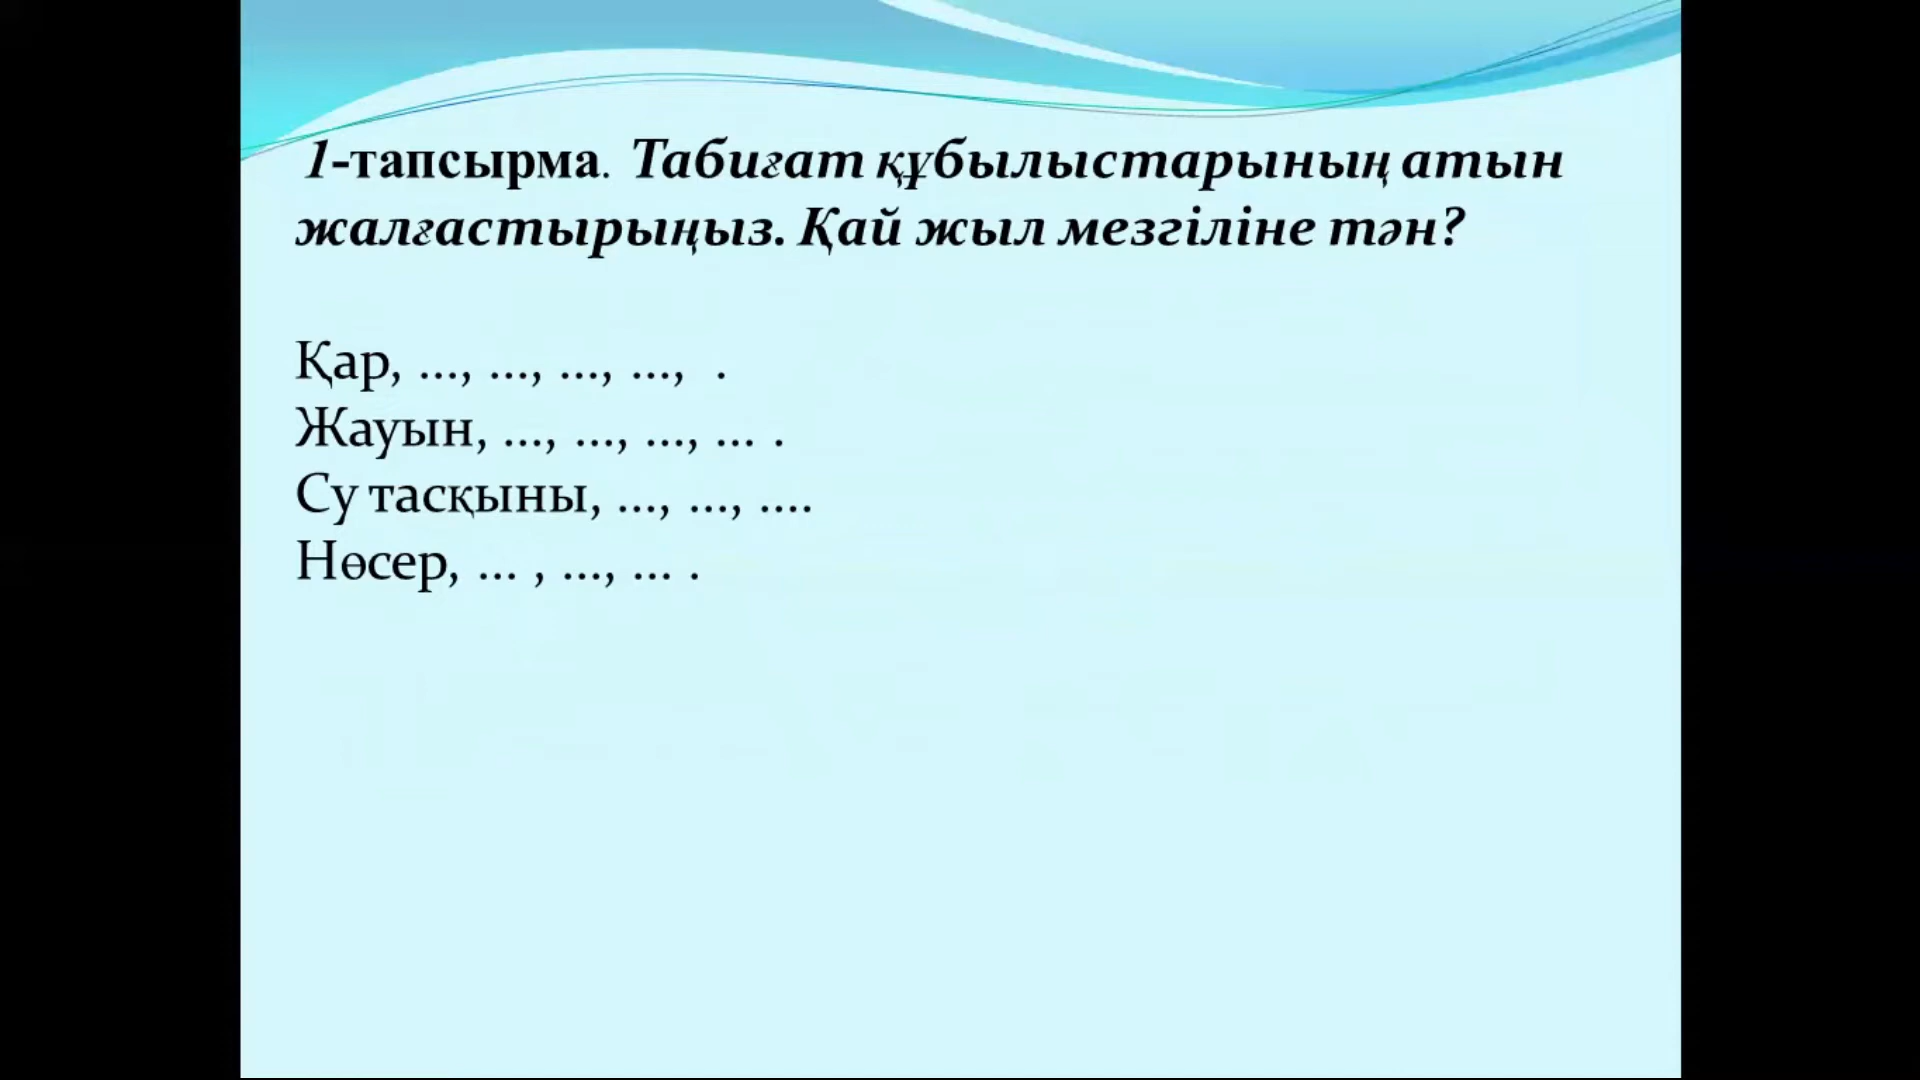 1-тапсырма. Табиғат құбылыстарының атын
жалғастырыңыз. Қай жыл мезгіліне тән?
Қар, ..., ..., ..., ..., .
Жауын, ..., ..., ..., ... .
Су тасқыны, ..., ..., ....
Нөсер, ... , ..., ... .